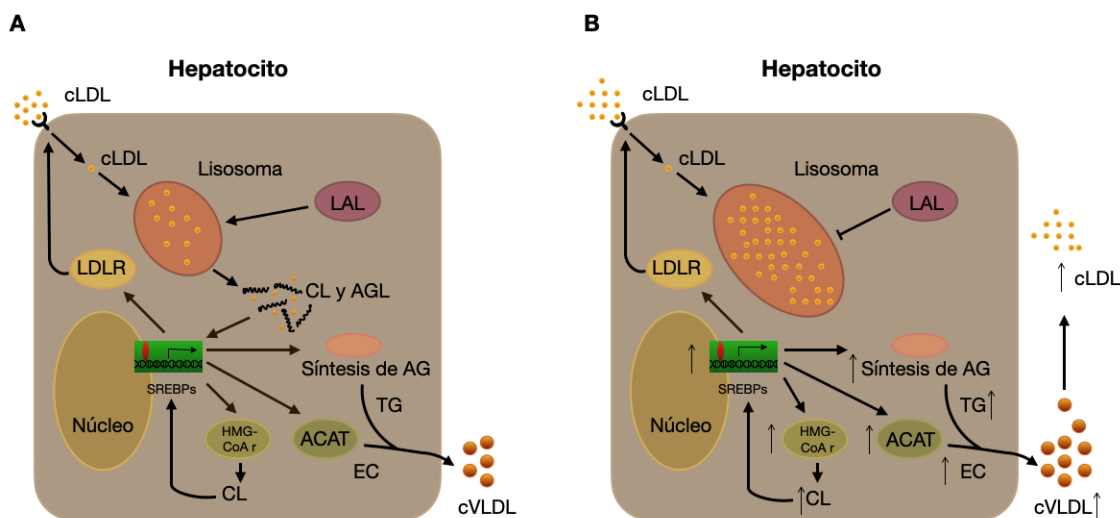 A
Hepatocito
cLDL
cLDL
Lisosoma
LAL
LDLR
CL y AGL
SREBPs
Síntesis de AG
Núcleo
HMG-
CoA r
ACAT
TG
EC
CL
cVLDL
B
Hepatocito
cLDL
cLDL
Lisosoma
LAL
LDLR
↑ cLDL
↑
SREBPs
↑ Síntesis de AG
Núcleo
↑ HMG-
CoA r
↑ ACAT
TG↑
↑ EC
↑CL
cVLDL↑